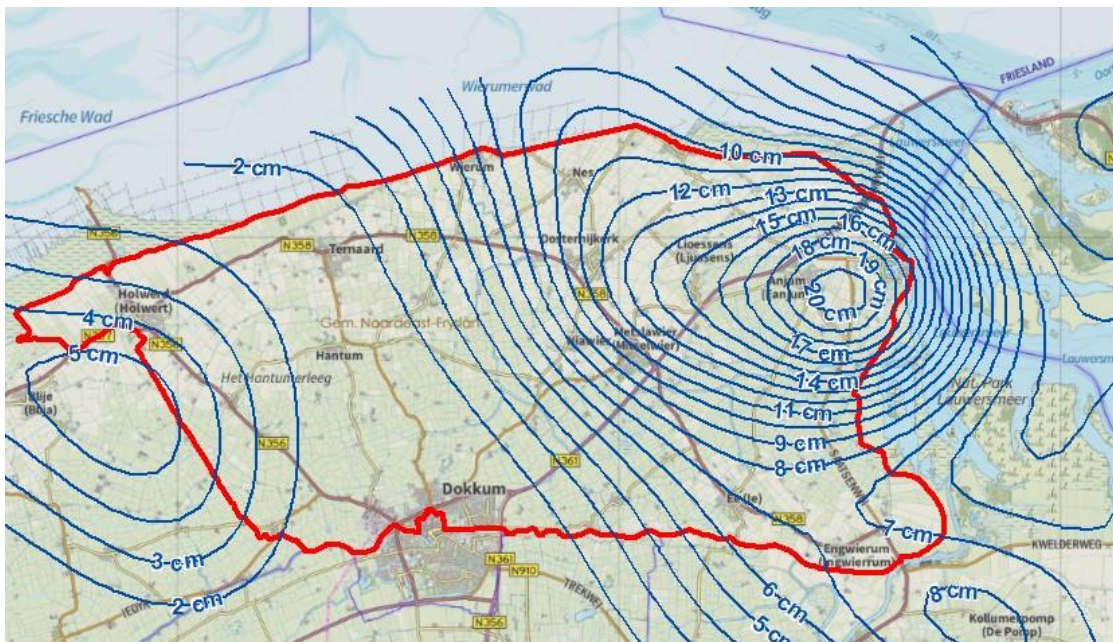 FRIESLAND
Wierumerwad
Friesche Wad
Lauwersmeer
10 cm
2 cm
Wierum
Nes
12 cm
13 cm
15 cm
16 cm
N358
N358
Ternaard
Oosternijkerk
Lioessens
(Ljussens)
18 cm
19 cm
Anjum
(Eanjum)
20 cm
Holwerd
(Holwert)
N358
4 cm
Gem. Noardeast-Fryslân
Metslawier
N356
5 cm
Hantum
17 cm
Het Hantumerleeg
Blije
(Blija)
14 cm
Nat. Park
Lauwersmeer
11 cm
N356
9 cm
N361
8 cm
Dokkum
Ee (Ie)
N358
7 cm
KWELDERWEG
3 cm
Engwierum
(Ingwierrum)
N361
N910
TREKWEI
6 cm
8 cm
2 cm
N356
5 cm
Kollumerpomp
(De Pomp)